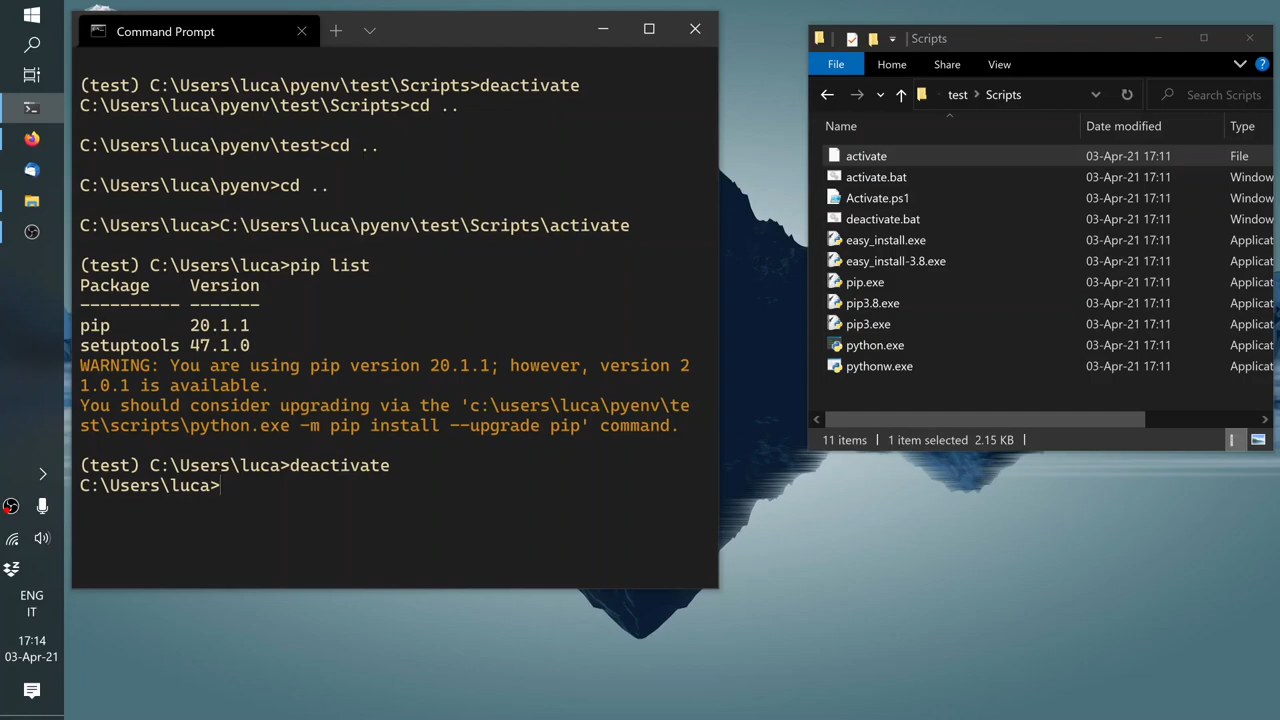 Command Prompt
(test) C:\Users\luca\pyenv\test\Scripts>deactivate
C:\Users\luca\pyenv\test\Scripts>cd ..
C:\Users\luca\pyenv\test>cd ..
C:\Users\luca\pyenv>cd ..
C:\Users\luca>C:\Users\luca\pyenv\test\Scripts\activate
(test) C:\Users\luca>pip list
Package    Version
---------- -------
pip        20.1.1
setuptools 47.1.0
WARNING: You are using pip version 20.1.1; however, version 2
1.0.1 is available.
You should consider upgrading via the 'c:\users\luca\pyenv\te
st\scripts\python.exe -m pip install --upgrade pip' command.
(test) C:\Users\luca>deactivate
C:\Users\luca>
Scripts
File Home Share View
test > Scripts
Search Scripts
Name Date modified Type
activate 03-Apr-21 17:11 File
activate.bat 03-Apr-21 17:11 Window
Activate.ps1 03-Apr-21 17:11 Window
deactivate.bat 03-Apr-21 17:11 Window
easy_install.exe 03-Apr-21 17:11 Applicat
easy_install-3.8.exe 03-Apr-21 17:11 Applicat
pip.exe 03-Apr-21 17:11 Applicat
pip3.8.exe 03-Apr-21 17:11 Applicat
pip3.exe 03-Apr-21 17:11 Applicat
python.exe 03-Apr-21 17:11 Applicat
pythonw.exe 03-Apr-21 17:11 Applicat
11 items 1 item selected 2.15 KB
ENG
IT
17:14
03-Apr-21